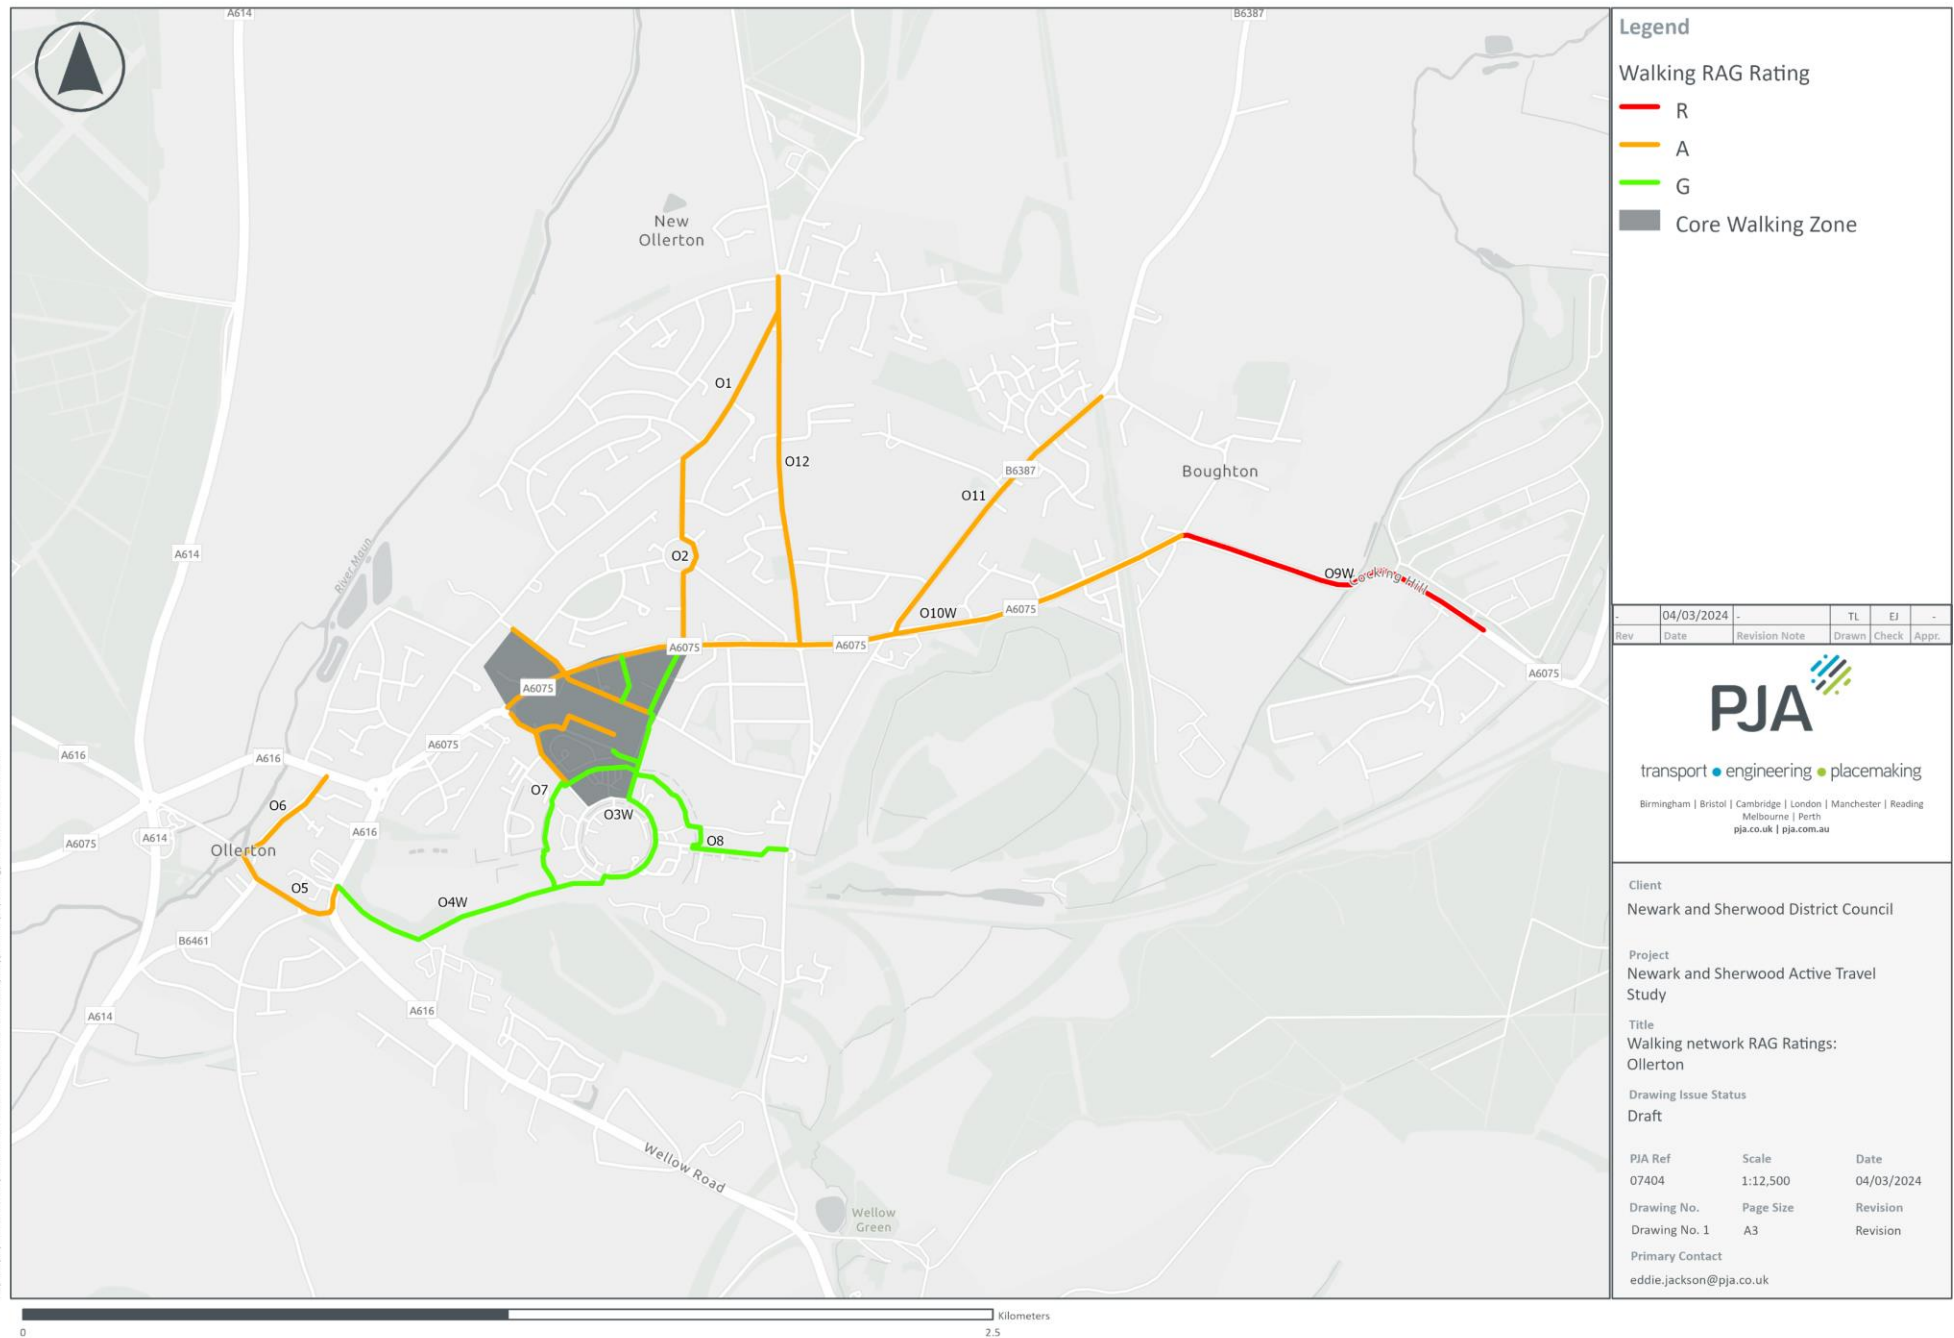 A614
B6387
New
Ollerton
O1
O12
B6387
O11
Boughton
A614
River Maun
O2
O9W
Cocking Hill
O10W
A6075
A6075
A6075
A6075
A6075
A6075
A616
A616
O7
O6
O3W
A616
A614
A6075
Ollerton
O8
O5
O4W
B6461
A616
A614
Wellow Road
Wellow
Green
0
2.5
Kilometers
Legend
Walking RAG Rating
R
A
G
Core Walking Zone
- 04/03/2024 - TL EJ -
Rev Date Revision Note Drawn Check Appr.
PJA
transport • engineering • placemaking
Birmingham | Bristol | Cambridge | London | Manchester | Reading
Melbourne | Perth
pja.co.uk | pja.com.au
Client
Newark and Sherwood District Council
Project
Newark and Sherwood Active Travel
Study
Title
Walking network RAG Ratings:
Ollerton
Drawing Issue Status
Draft
PJA Ref Scale Date
07404 1:12,500 04/03/2024
Drawing No. Page Size Revision
Drawing No. 1 A3 Revision
Primary Contact
eddie.jackson@pja.co.uk